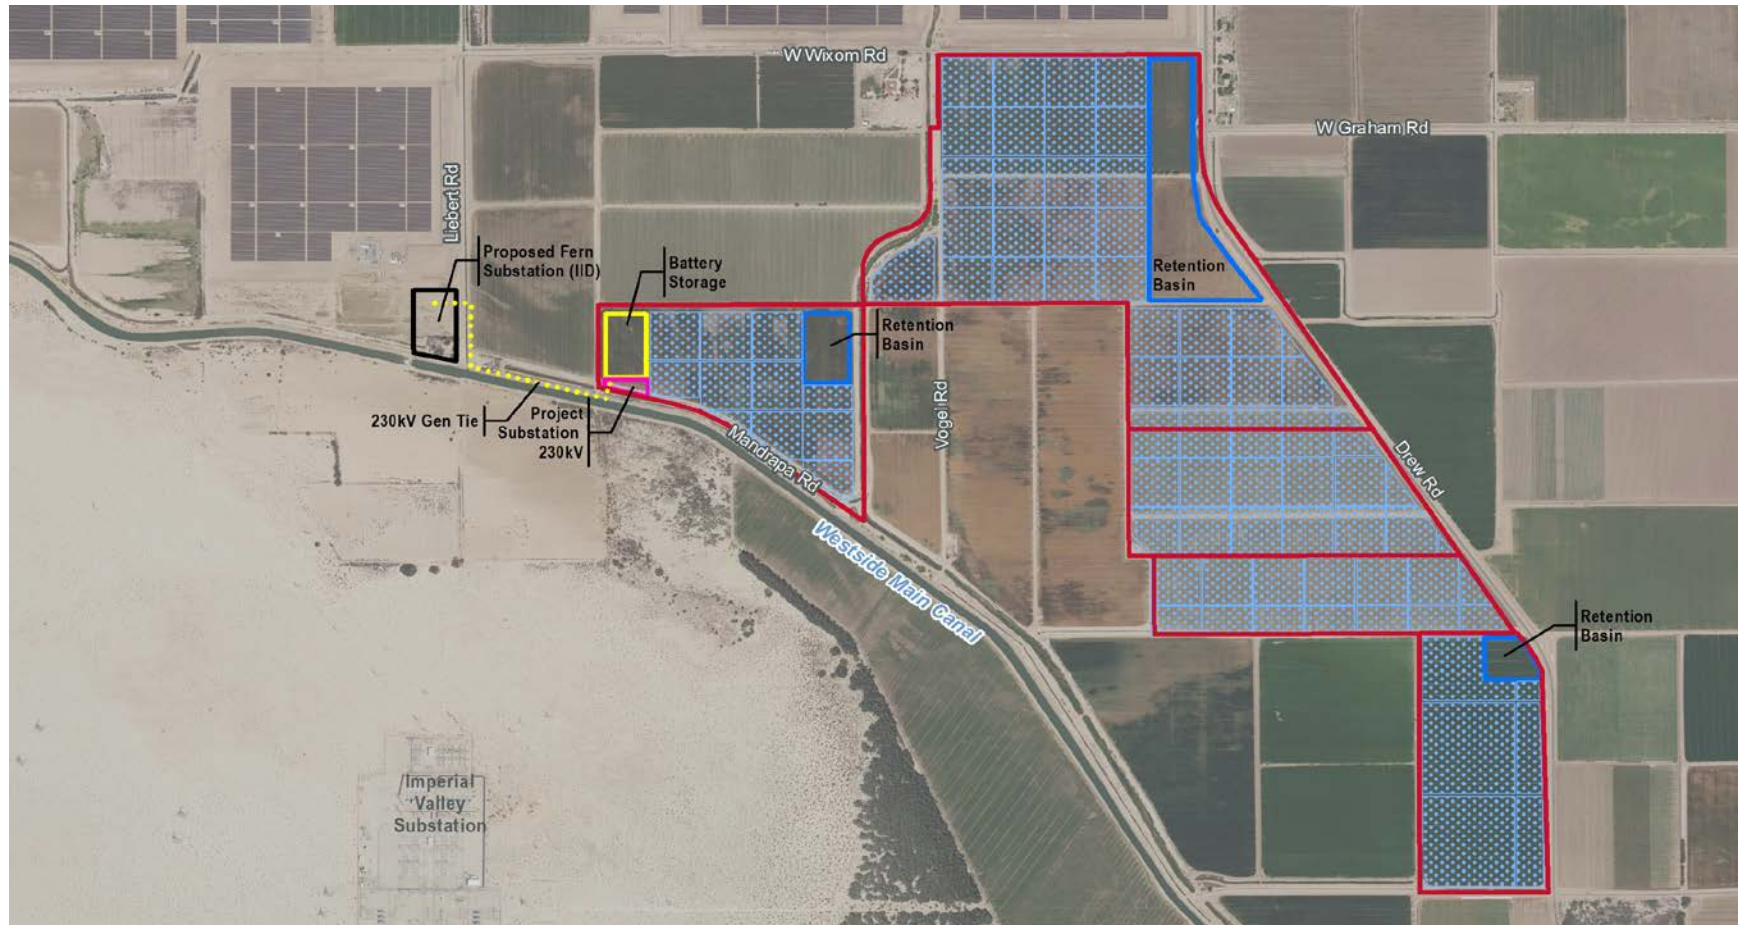 W Wixom Rd
W Graham Rd
Liebert Rd
Proposed Fern
Substation (IID)
Battery
Storage
Retention
Basin
Retention
Basin
Vogel Rd
230kV Gen Tie
Project
Substation
230kV
Mandrapa Rd
Drew Rd
Westside Main Canal
Retention
Basin
Imperial
Valley
Substation